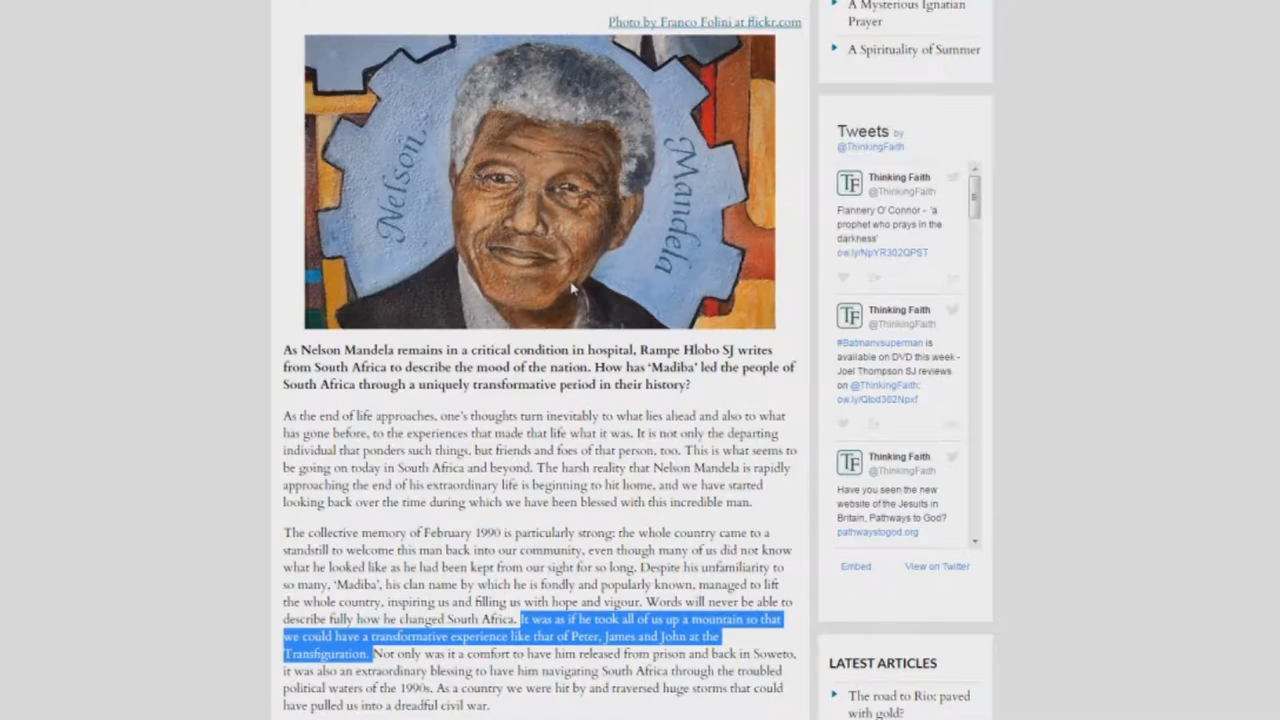 Photo by Franco Folini at flickr.com
Nelson
Mandela
As Nelson Mandela remains in a critical condition in hospital, Rampe Hlobo SJ writes
from South Africa to describe the mood of the nation. How has ‘Madiba’ led the people of
South Africa through a uniquely transformative period in their history?
As the end of life approaches, one’s thoughts turn inevitably to what lies ahead and also to what
has gone before, to the experiences that made that life what it was. It is not only the departing
individual that ponders such things, but friends and foes of that person, too. This is what seems to
be going on today in South Africa and beyond. The harsh reality that Nelson Mandela is rapidly
approaching the end of his extraordinary life is beginning to hit home, and we have started
looking back over the time during which we have been blessed with this incredible man.
The collective memory of February 1990 is particularly strong: the whole country came to a
standstill to welcome this man back into our community, even though many of us did not know
what he looked like as he had been kept from our sight for so long. Despite his unfamiliarity to
so many, ‘Madiba’, his clan name by which he is fondly and popularly known, managed to lift
the whole country, inspiring us and filling us with hope and vigour. Words will never be able to
describe fully how he changed South Africa. It was as if he took all of us up a mountain so that
we could have a transformative experience like that of Peter, James and John at the
Transfiguration. Not only was it a comfort to have him released from prison and back in Soweto,
it was also an extraordinary blessing to have him navigating South Africa through the troubled
political waters of the 1990s. As a country we were hit by and traversed huge storms that could
have pulled us into a dreadful civil war.
A Mysterious Ignatian
Prayer
A Spirituality of Summer
Tweets by
@ThinkingFaith
TF Thinking Faith
@ThinkingFaith
Flannery O' Connor - 'a
prophet who prays in the
darkness'
ow.ly/NpYR302QPST
TF Thinking Faith
@ThinkingFaith
#Batmanvsuperman is
available on DVD this week -
Joel Thompson SJ reviews
on @ThinkingFaith:
ow.ly/Qlod302Npxf
TF Thinking Faith
@ThinkingFaith
Have you seen the new
website of the Jesuits in
Britain, Pathways to God?
pathwaystogod.org
Embed View on Twitter
LATEST ARTICLES
The road to Rio: paved
with gold?